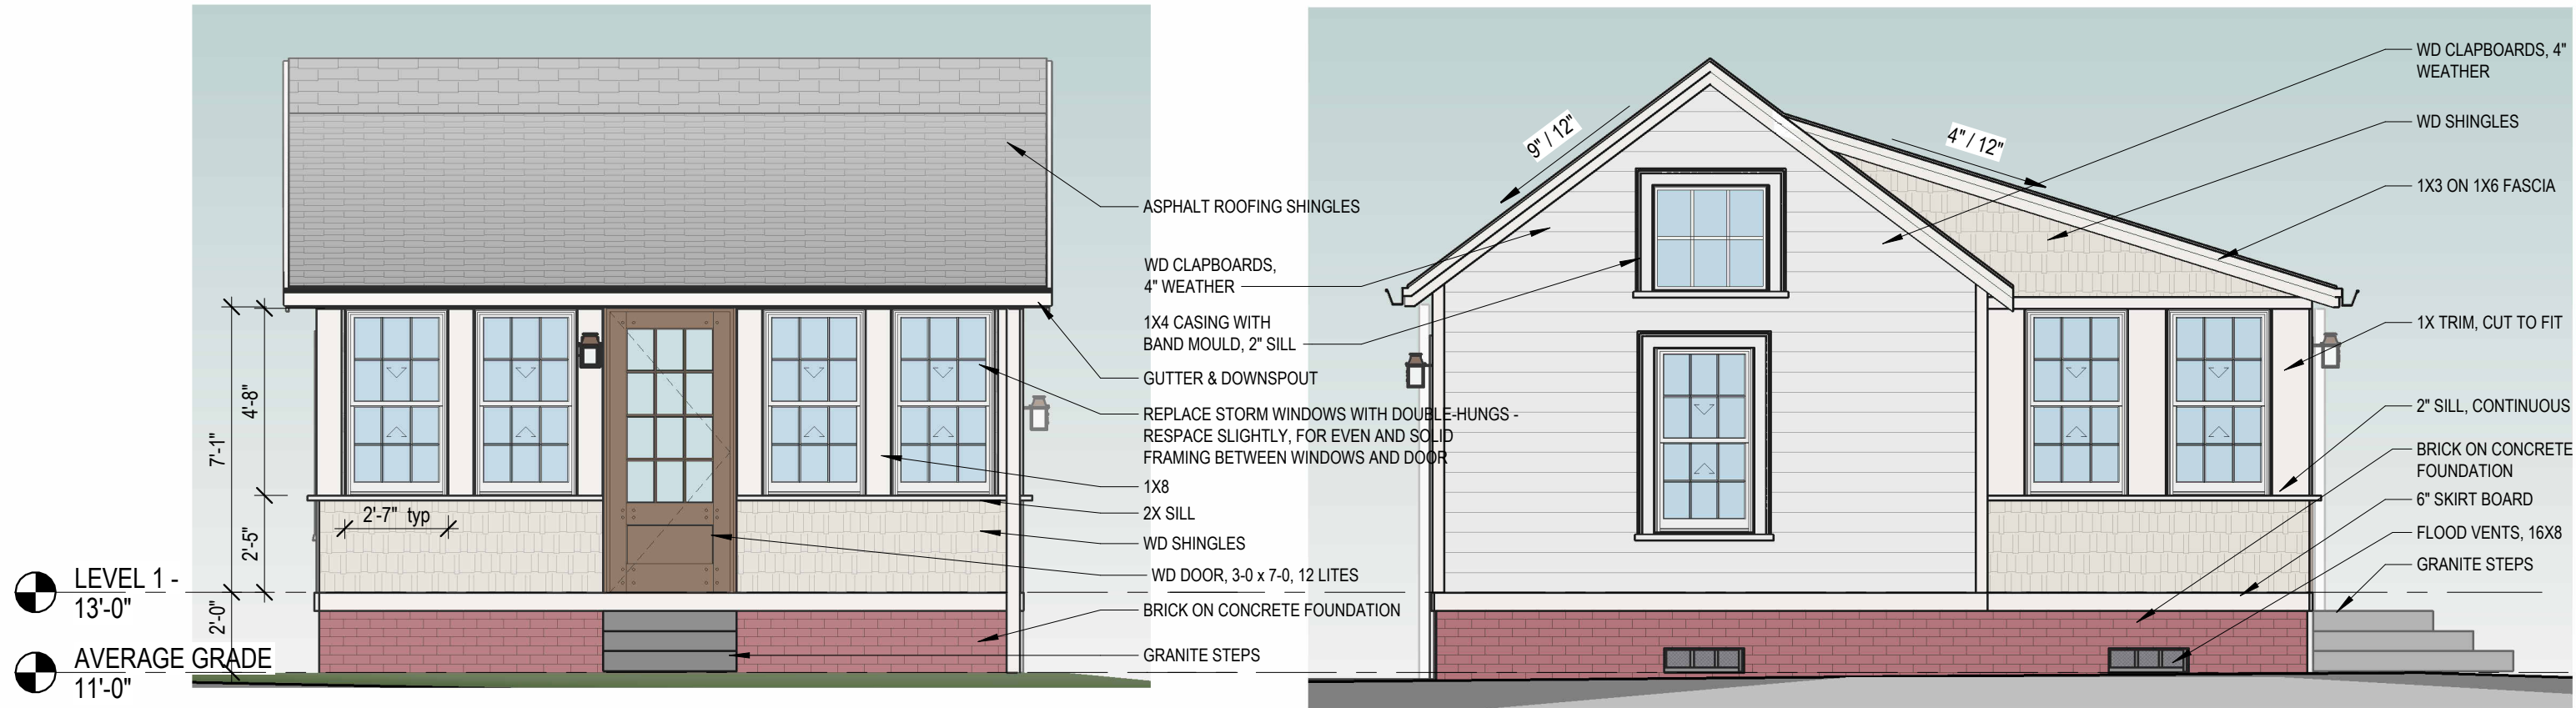 9" / 12"
4" / 12"
WD CLAPBOARDS, 4"
WEATHER
WD SHINGLES
1X3 ON 1X6 FASCIA
1X TRIM, CUT TO FIT
2" SILL, CONTINUOUS
BRICK ON CONCRETE
FOUNDATION
6" SKIRT BOARD
FLOOD VENTS, 16X8
GRANITE STEPS
ASPHALT ROOFING SHINGLES
WD CLAPBOARDS,
4" WEATHER
1X4 CASING WITH
BAND MOULD, 2" SILL
GUTTER & DOWNSPOUT
REPLACE STORM WINDOWS WITH DOUBLE-HUNGS -
RESPACE SLIGHTLY, FOR EVEN AND SOLID
FRAMING BETWEEN WINDOWS AND DOOR
1X8
2X SILL
WD SHINGLES
WD DOOR, 3-0 x 7-0, 12 LITES
BRICK ON CONCRETE FOUNDATION
GRANITE STEPS
7'-1"
4'-8"
2'-5"
2'-0"
2'-7" typ
LEVEL 1 -
13'-0"
AVERAGE GRADE
11'-0"